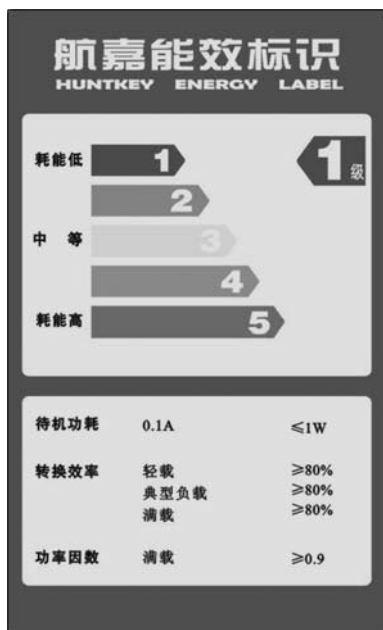 航嘉能效标识
HUNTKEY ENERGY LABEL
耗能低 1 1级
2
中 等 3
4
耗能高 5
待机功耗 0.1A ≤1W
转换效率 轻载 ≥80%
典型负载 ≥80%
满载 ≥80%
功率因数 满载 ≥0.9